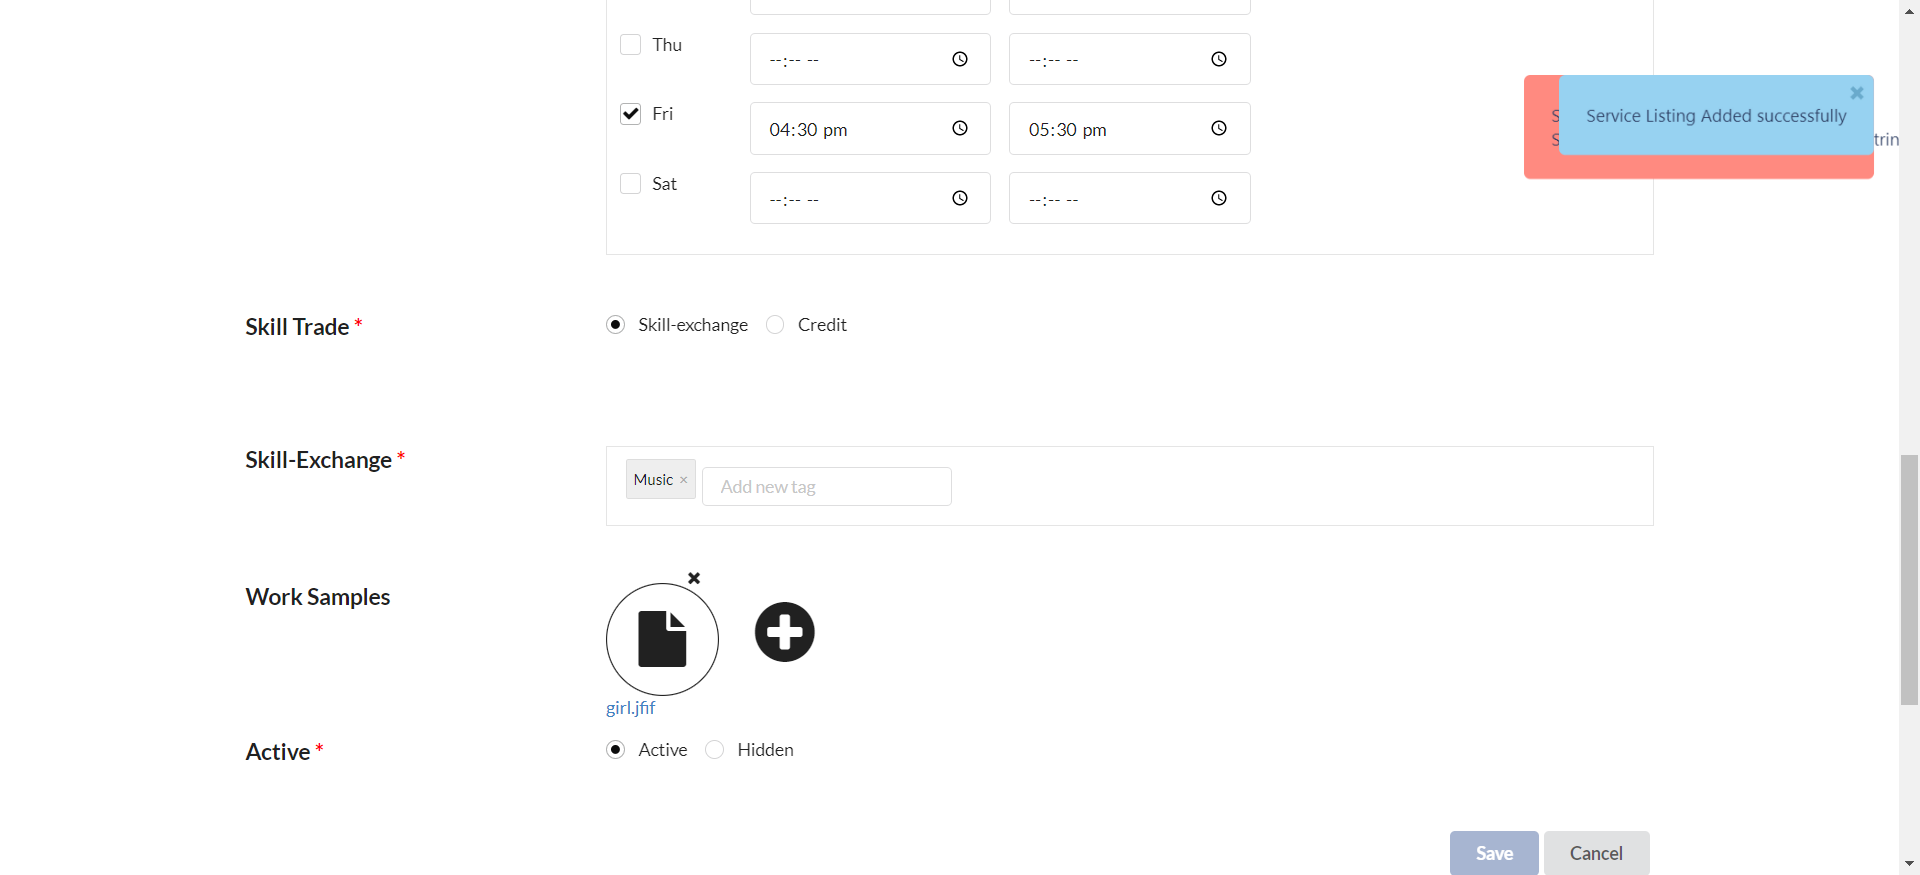 Thu --:-- -- --:-- --
Fri 04:30 pm 05:30 pm
Sat --:-- -- --:-- --
Service Listing Added successfully
Skill Trade * Skill-exchange Credit
Skill-Exchange * Music × Add new tag
Work Samples
girl.jfif
Active * Active Hidden
Save Cancel